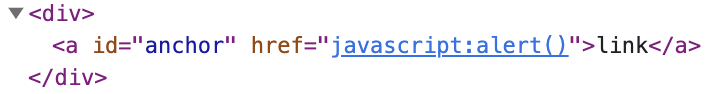 <div>
<a id="anchor" href="javascript:alert()">link</a>
</div>